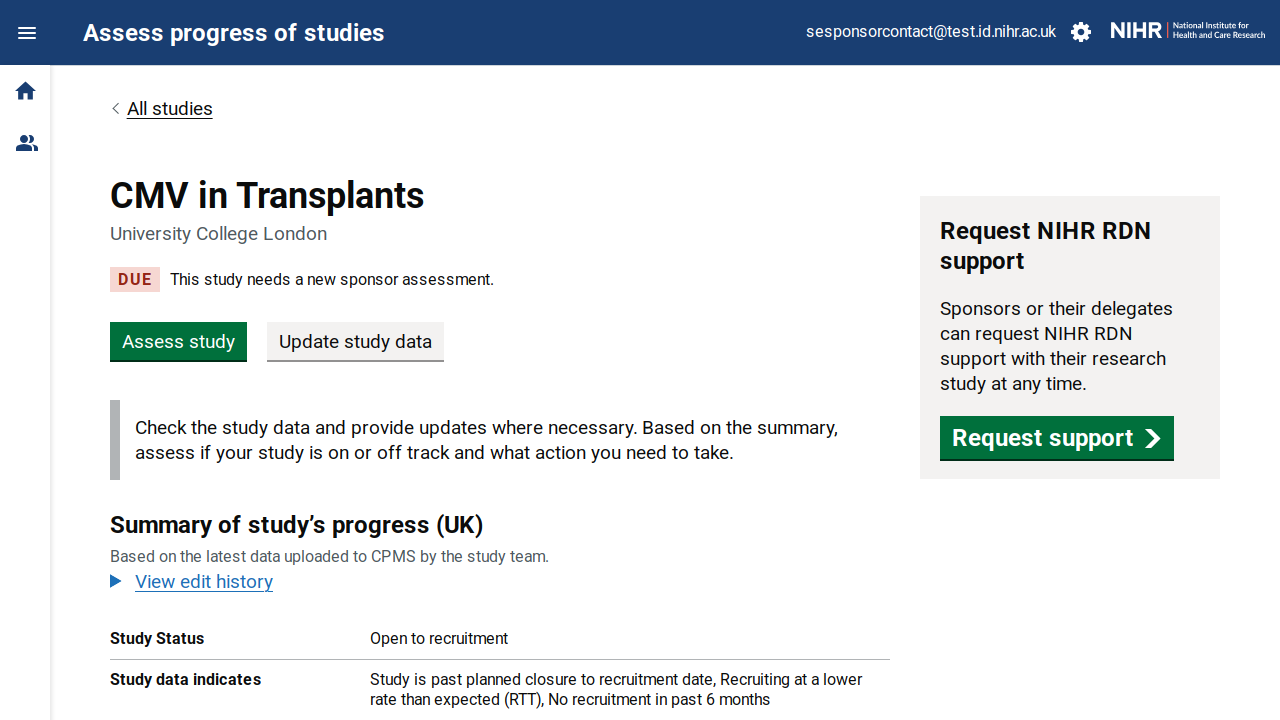 Assess progress of studies
sesponsorcontact@test.id.nihr.ac.uk
NIHR | National Institute for
Health and Care Research
All studies
CMV in Transplants
University College London
DUE This study needs a new sponsor assessment.
Assess study
Update study data
Check the study data and provide updates where necessary. Based on the summary,
assess if your study is on or off track and what action you need to take.
Summary of study’s progress (UK)
Based on the latest data uploaded to CPMS by the study team.
View edit history
Study Status Open to recruitment
Study data indicates Study is past planned closure to recruitment date, Recruiting at a lower
rate than expected (RTT), No recruitment in past 6 months
Request NIHR RDN
support
Sponsors or their delegates
can request NIHR RDN
support with their research
study at any time.
Request support